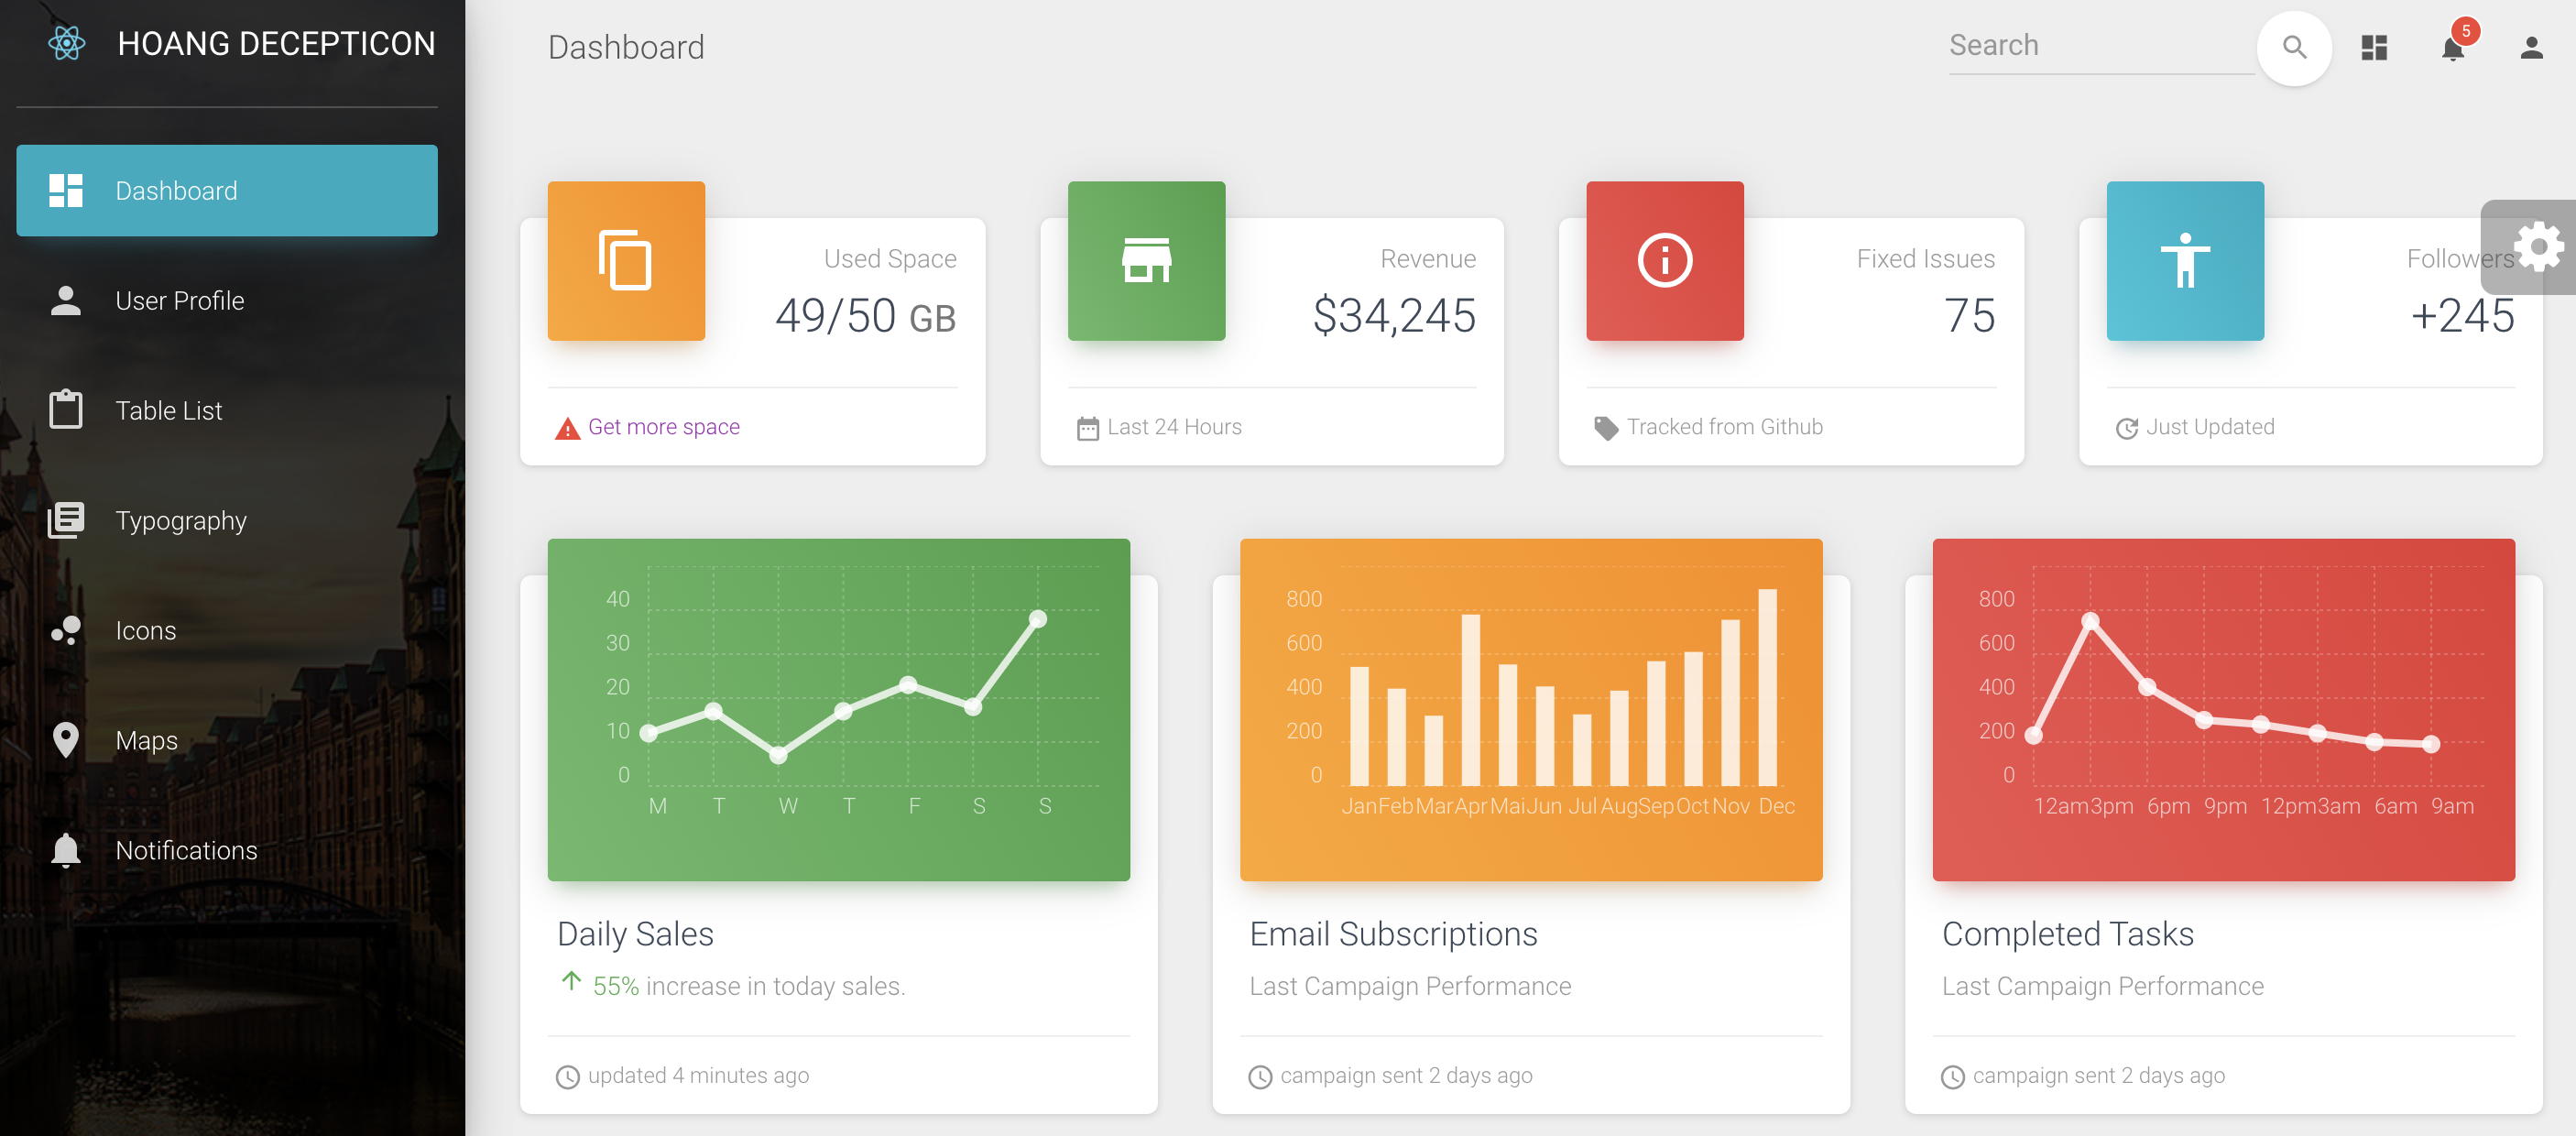 HOANG DECEPTICON
Dashboard
User Profile
Table List
Typography
Icons
Maps
Notifications
Dashboard
Search
5
Used Space
49/50 GB
Get more space
Revenue
$34,245
Last 24 Hours
Fixed Issues
75
Tracked from Github
Followers
+245
Just Updated
40
30
20
10
0
M T W T F S S
Daily Sales
55% increase in today sales.
updated 4 minutes ago
800
600
400
200
0
Jan Feb Mar Apr Mai Jun Jul Aug Sep Oct Nov Dec
Email Subscriptions
Last Campaign Performance
campaign sent 2 days ago
800
600
400
200
0
12am 3pm 6pm 9pm 12pm 3am 6am 9am
Completed Tasks
Last Campaign Performance
campaign sent 2 days ago